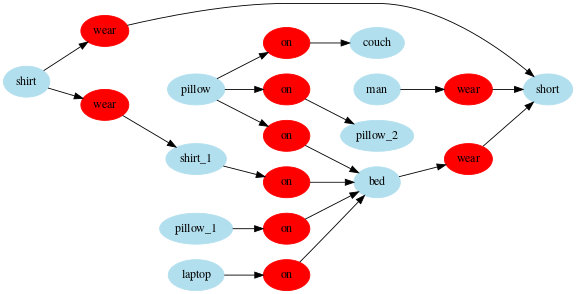 wear
on
couch
shirt
pillow
on
man
wear
short
wear
on
pillow_2
shirt_1
on
bed
wear
pillow_1
on
laptop
on